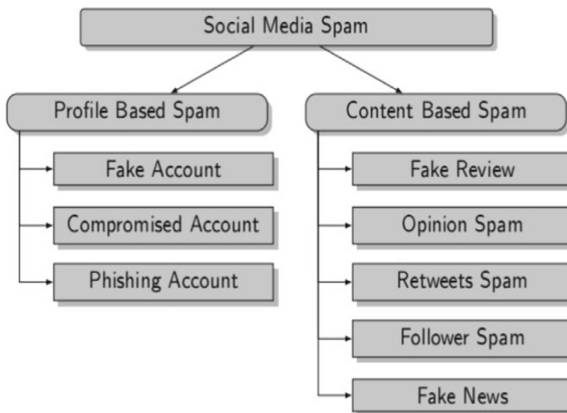 Social Media Spam
Profile Based Spam
Fake Account
Compromised Account
Phishing Account
Content Based Spam
Fake Review
Opinion Spam
Retweets Spam
Follower Spam
Fake News